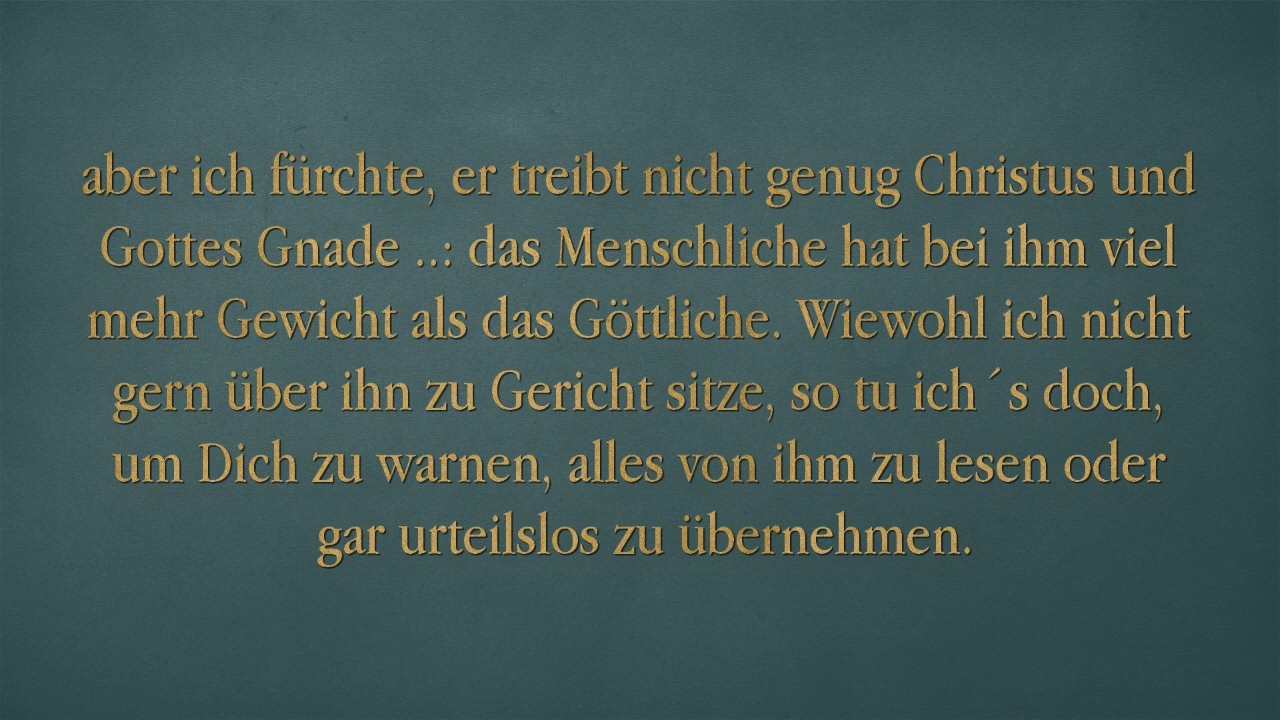 aber ich fürchte, er treibt nicht genug Christus und
Gottes Gnade ..: das Menschliche hat bei ihm viel
mehr Gewicht als das Göttliche. Wiewohl ich nicht
gern über ihn zu Gericht sitze, so tu ich´s doch,
um Dich zu warnen, alles von ihm zu lesen oder
gar urteilslos zu übernehmen.